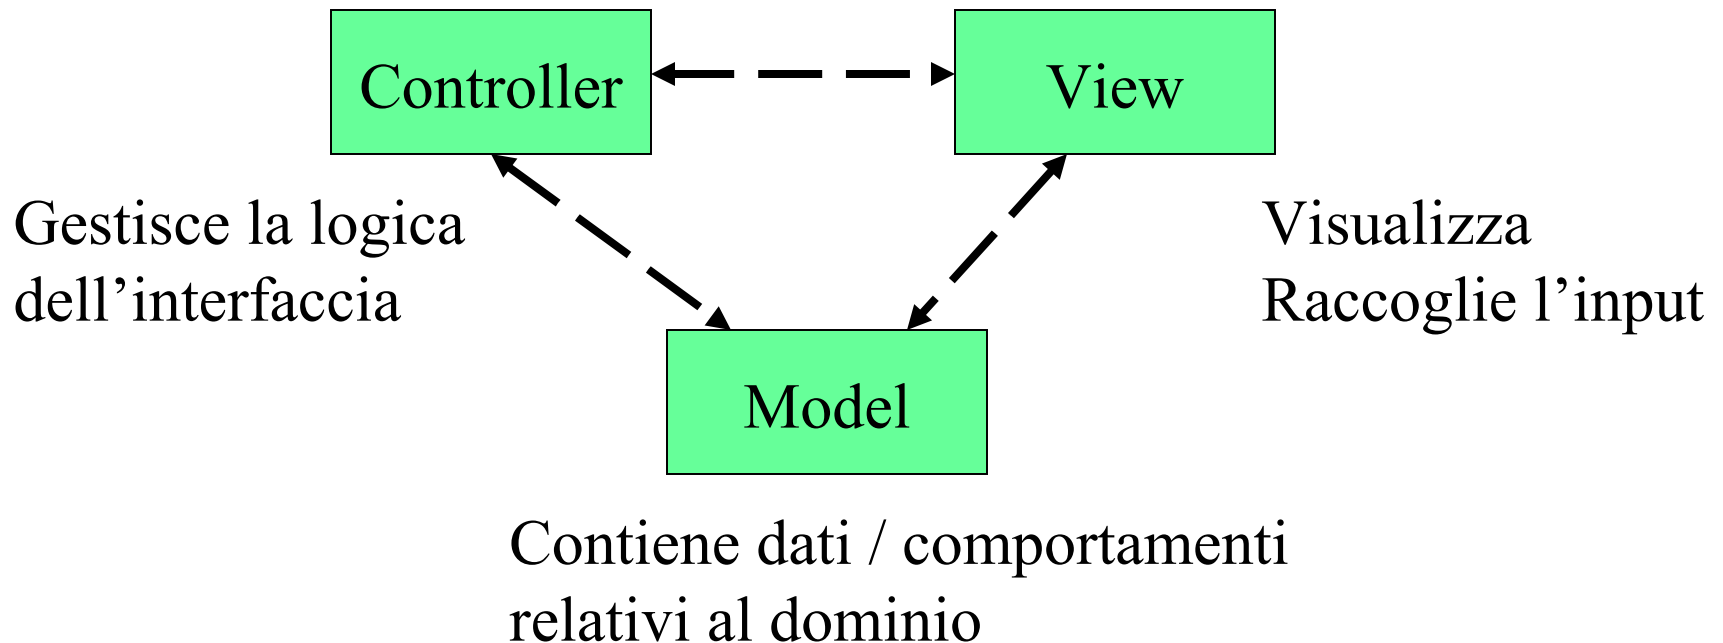 Controller
View
Gestisce la logica
dell’interfaccia
Visualizza
Raccoglie l’input
Model
Contiene dati / comportamenti
relativi al dominio